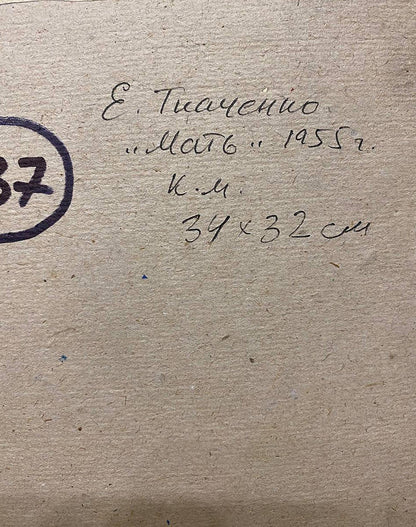 Е. Ткаченко
"Мать" 1955 г.
к.м.
34 х 32 см
37